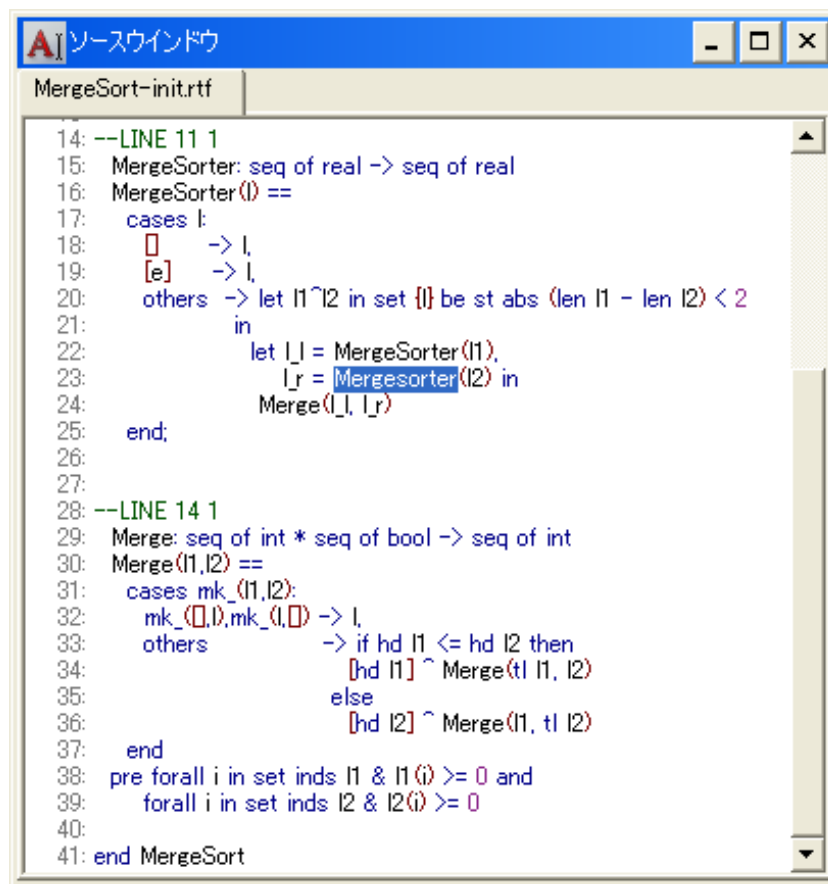 ソースウインドウ
MergeSort-init.rtf
14: --LINE 11 1
15: MergeSorter: seq of real -> seq of real
16: MergeSorter(l) ==
17: cases l:
18: [] -> l,
19: [e] -> l,
20: others -> let l1^l2 in set {l} be st abs (len l1 - len l2) < 2
21: in
22: let l_l = MergeSorter(l1),
23: l_r = Mergesorter(l2) in
24: Merge(l_l, l_r)
25: end;
26:
27:
28: --LINE 14 1
29: Merge: seq of int * seq of bool -> seq of int
30: Merge(l1,l2) ==
31: cases mk_(l1,l2):
32: mk_([],l),mk_(l,[]) -> l,
33: others -> if hd l1 <= hd l2 then
34: [hd l1] ^ Merge(tl l1, l2)
35: else
36: [hd l2] ^ Merge(l1, tl l2)
37: end
38: pre forall i in set inds l1 & l1(i) >= 0 and
39: forall i in set inds l2 & l2(i) >= 0
40:
41: end MergeSort